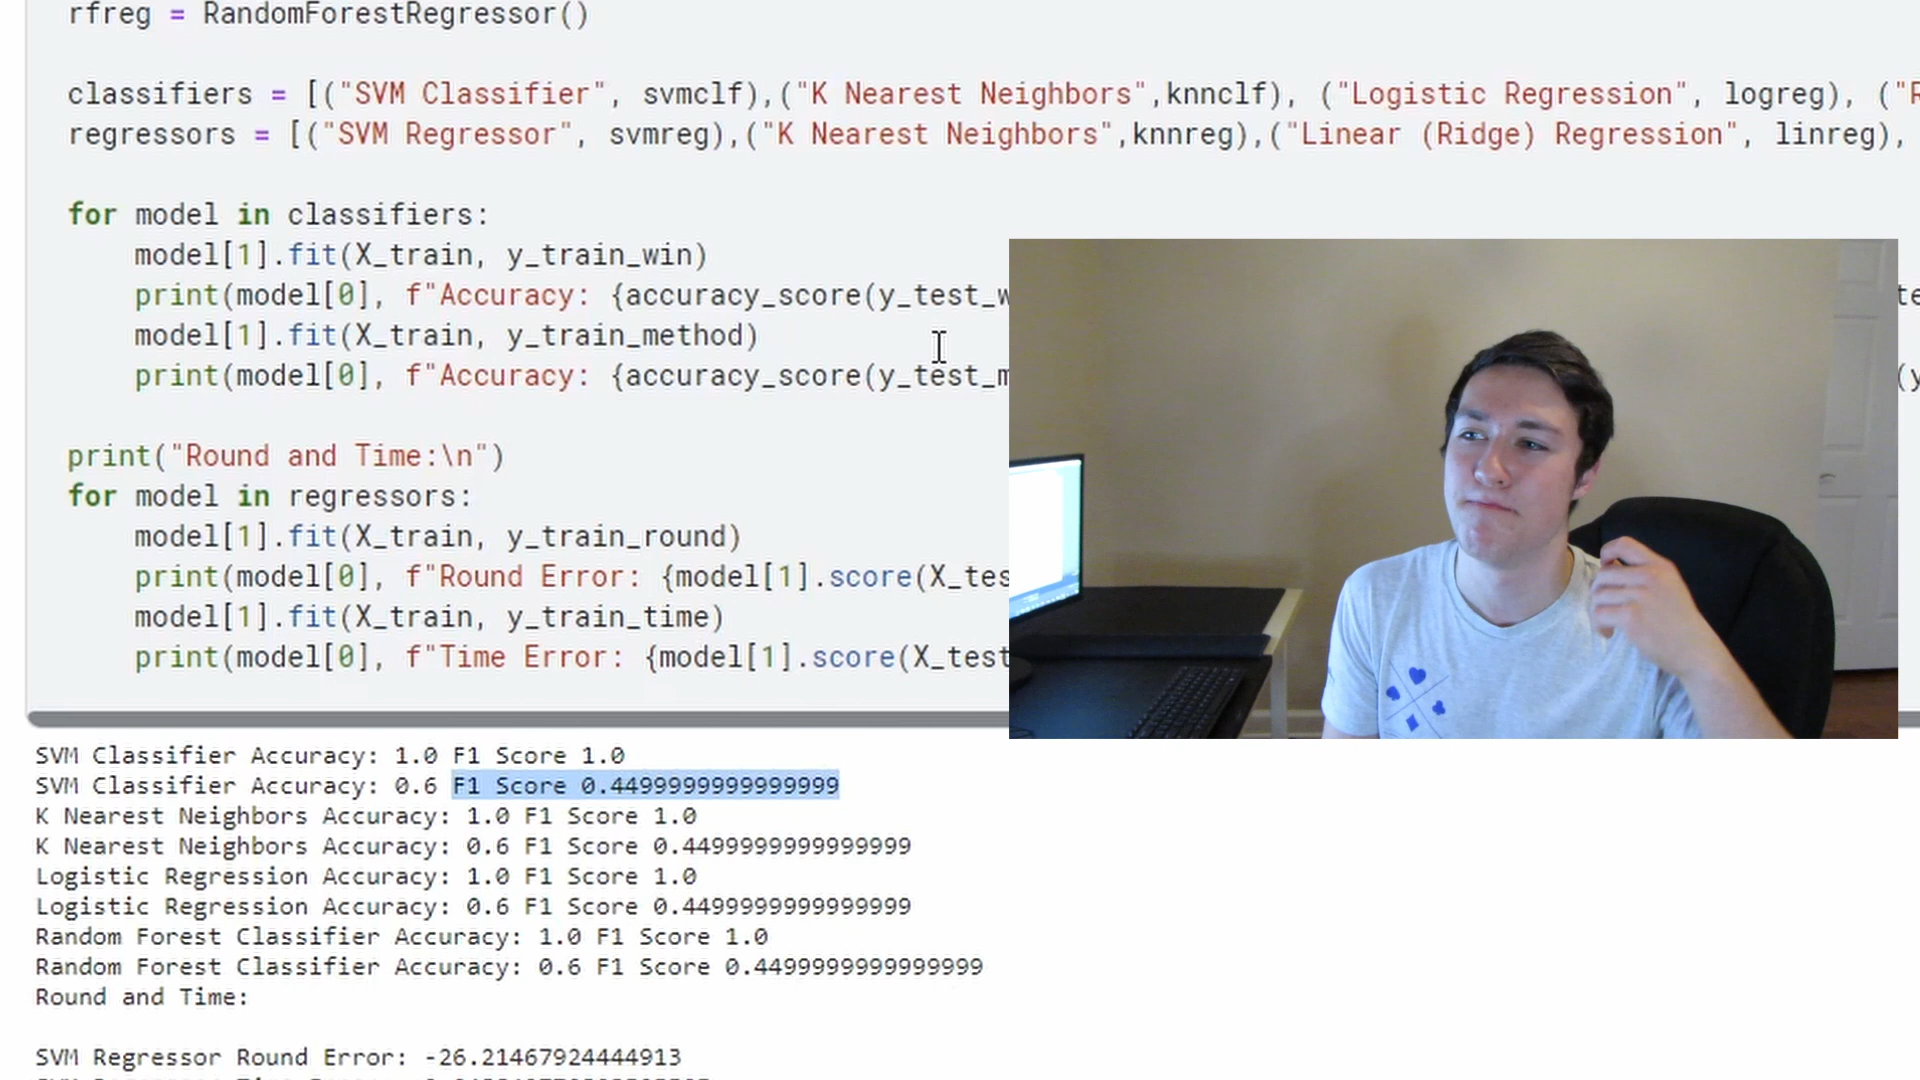 rfreg = RandomForestRegressor()
classifiers = [("SVM Classifier", svmclf),("K Nearest Neighbors",knnclf), ("Logistic Regression", logreg), ("R
regressors = [("SVM Regressor", svmreg),("K Nearest Neighbors",knnreg),("Linear (Ridge) Regression", linreg),
for model in classifiers:
model[1].fit(X_train, y_train_win)
print(model[0], f"Accuracy: {accuracy_score(y_test_w te
model[1].fit(X_train, y_train_method)
print(model[0], f"Accuracy: {accuracy_score(y_test_m (y
print("Round and Time:\n")
for model in regressors:
model[1].fit(X_train, y_train_round)
print(model[0], f"Round Error: {model[1].score(X_tes
model[1].fit(X_train, y_train_time)
print(model[0], f"Time Error: {model[1].score(X_test
SVM Classifier Accuracy: 1.0 F1 Score 1.0
SVM Classifier Accuracy: 0.6 F1 Score 0.4499999999999999
K Nearest Neighbors Accuracy: 1.0 F1 Score 1.0
K Nearest Neighbors Accuracy: 0.6 F1 Score 0.4499999999999999
Logistic Regression Accuracy: 1.0 F1 Score 1.0
Logistic Regression Accuracy: 0.6 F1 Score 0.4499999999999999
Random Forest Classifier Accuracy: 1.0 F1 Score 1.0
Random Forest Classifier Accuracy: 0.6 F1 Score 0.4499999999999999
Round and Time:
SVM Regressor Round Error: -26.21467924444913